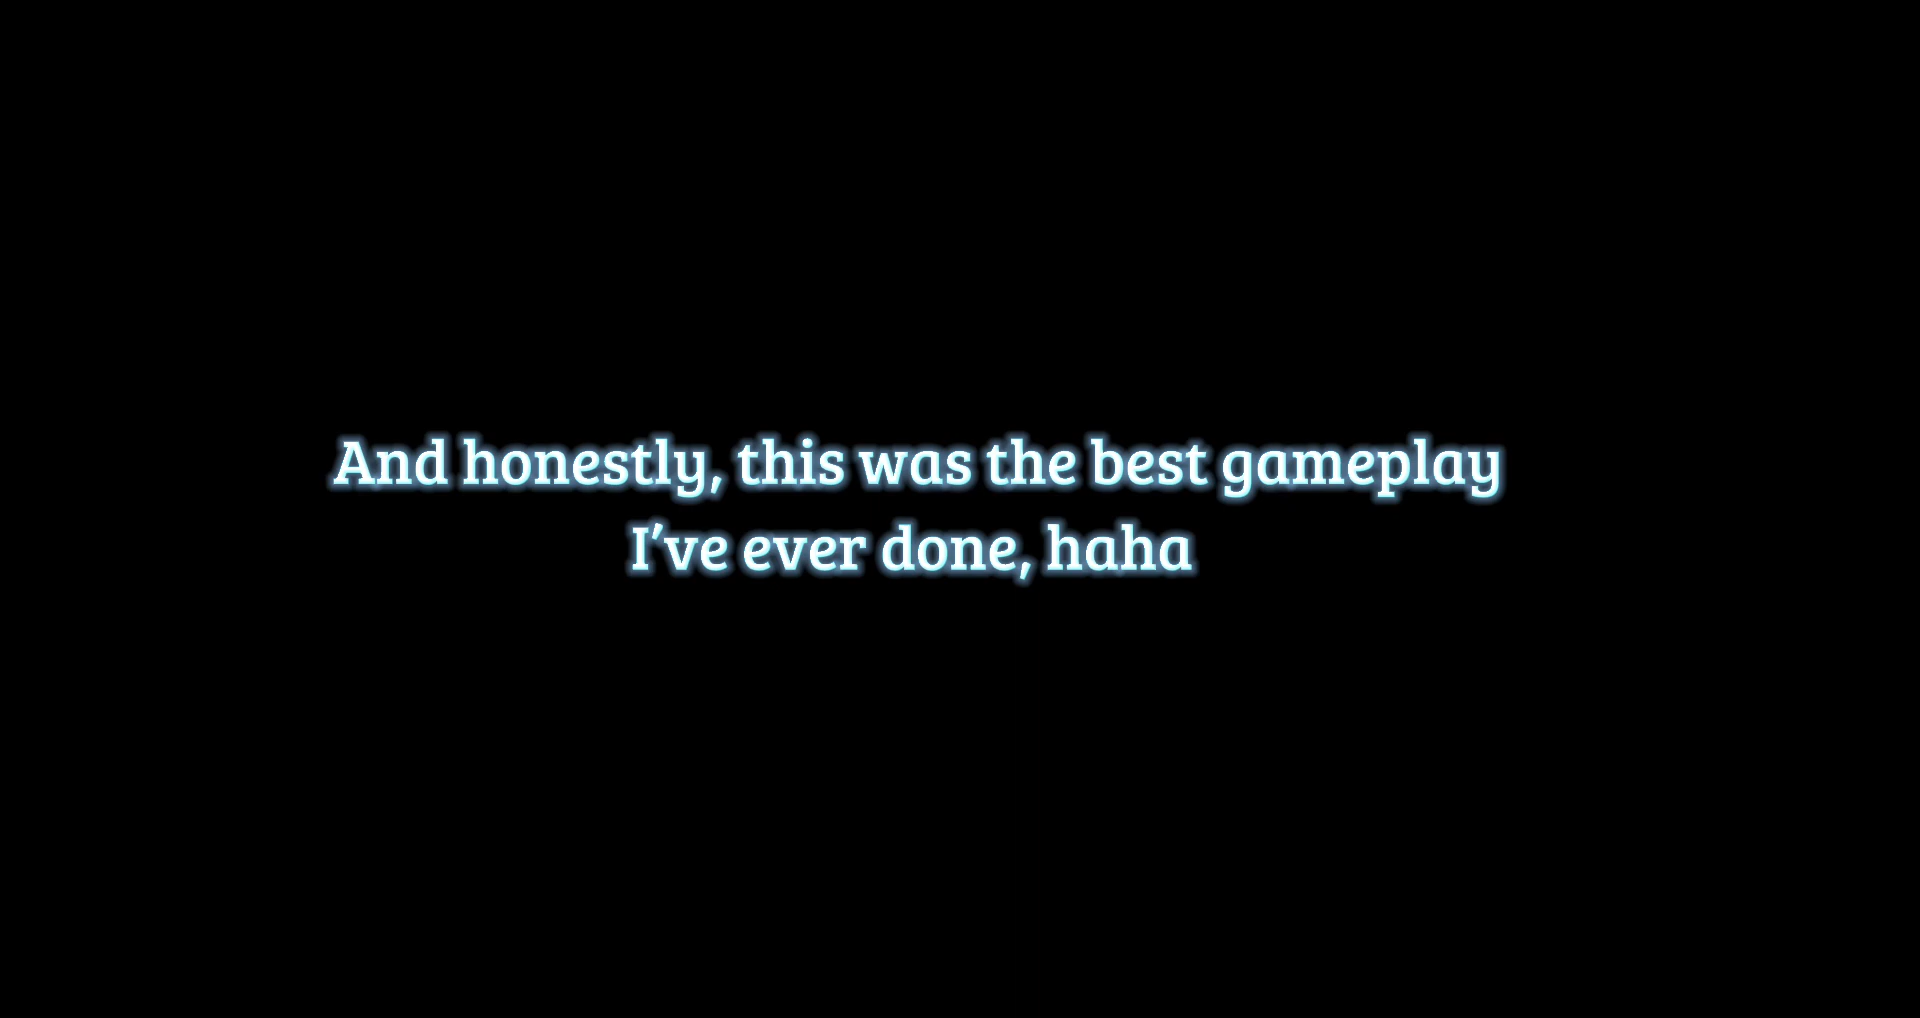 And honestly, this was the best gameplay
I’ve ever done, haha